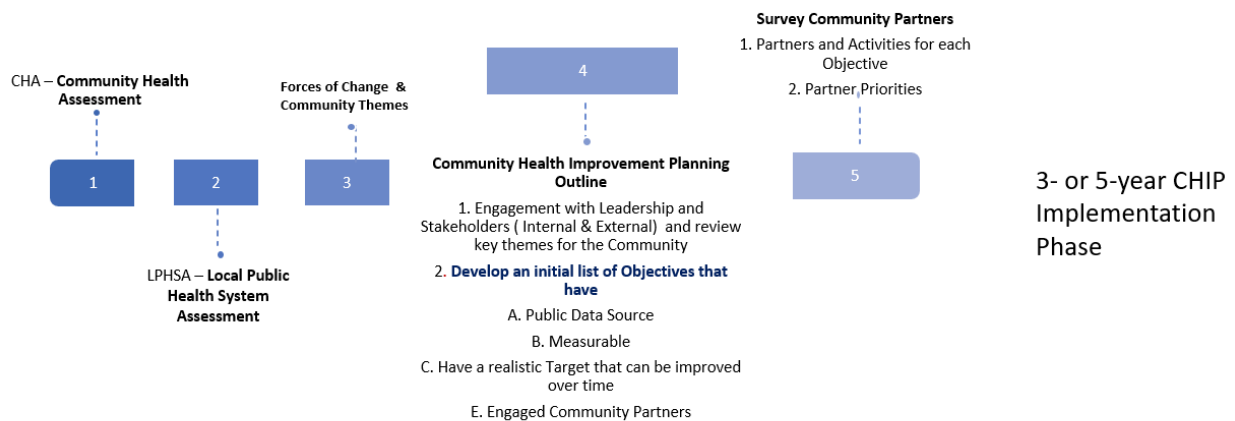 CHA – Community Health
Assessment
1
2
LPHSA – Local Public
Health System
Assessment
Forces of Change &
Community Themes
3
4
Community Health Improvement Planning
Outline
1. Engagement with Leadership and
Stakeholders ( Internal & External) and review
key themes for the Community
2. Develop an initial list of Objectives that
have
A. Public Data Source
B. Measurable
C. Have a realistic Target that can be improved
over time
E. Engaged Community Partners
Survey Community Partners
1. Partners and Activities for each
Objective
2. Partner Priorities
5
3- or 5-year CHIP
Implementation
Phase